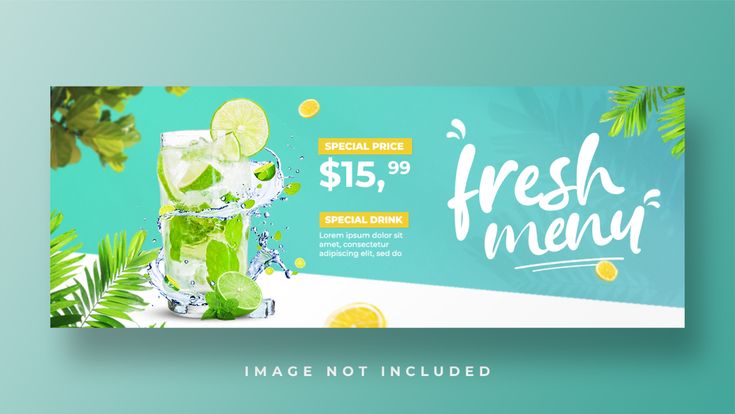 SPECIAL PRICE
$15,99
SPECIAL DRINK
Lorem ipsum dolor sit
amet, consectetur
adipiscing elit, sed do
fresh
menu
IMAGE NOT INCLUDED